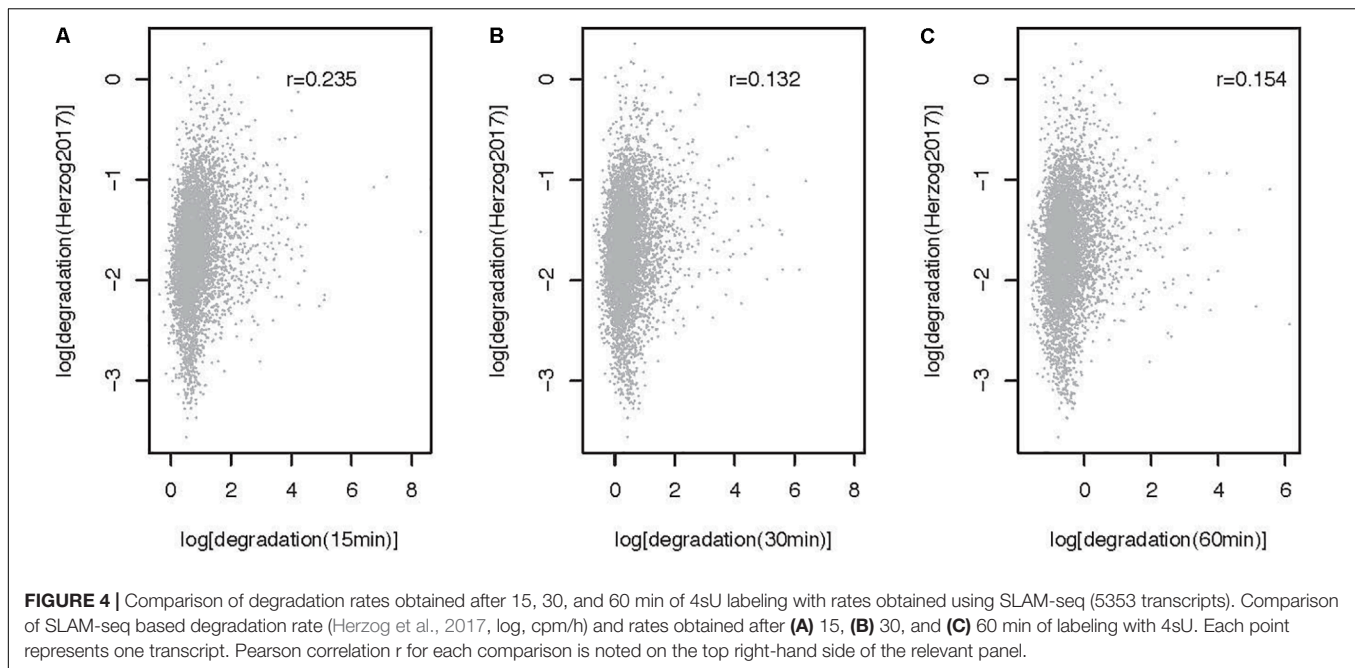 A
B
C
r=0.235
r=0.132
r=0.154
log[degradation(Herzog2017)]
0
−1
−2
−3
0 2 4 6 8
log[degradation(15min)]
log[degradation(Herzog2017)]
0
−1
−2
−3
0 2 4 6 8
log[degradation(30min)]
log[degradation(Herzog2017)]
0
−1
−2
−3
0 2 4 6
log[degradation(60min)]
FIGURE 4 | Comparison of degradation rates obtained after 15, 30, and 60 min of 4sU labeling with rates obtained using SLAM-seq (5353 transcripts). Comparison
of SLAM-seq based degradation rate (Herzog et al., 2017, log, cpm/h) and rates obtained after (A) 15, (B) 30, and (C) 60 min of labeling with 4sU. Each point
represents one transcript. Pearson correlation r for each comparison is noted on the top right-hand side of the relevant panel.